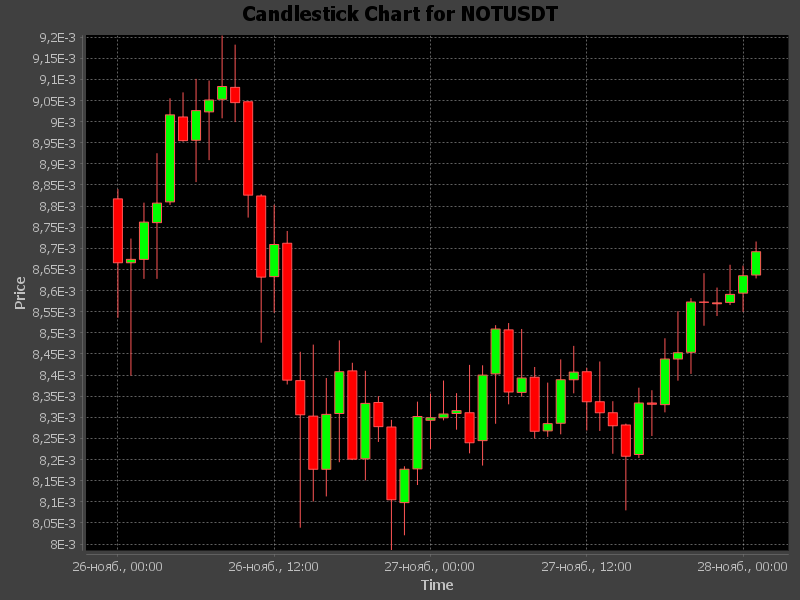 Candlestick Chart for NOTUSDT
9,2E-3
9,15E-3
9,1E-3
9,05E-3
9E-3
8,95E-3
8,9E-3
8,85E-3
8,8E-3
8,75E-3
8,7E-3
8,65E-3
8,6E-3
8,55E-3
8,5E-3
8,45E-3
8,4E-3
8,35E-3
8,3E-3
8,25E-3
8,2E-3
8,15E-3
8,1E-3
8,05E-3
8E-3
Price
26-нояб., 00:00 26-нояб., 12:00 27-нояб., 00:00 27-нояб., 12:00 28-нояб., 00:00
Time